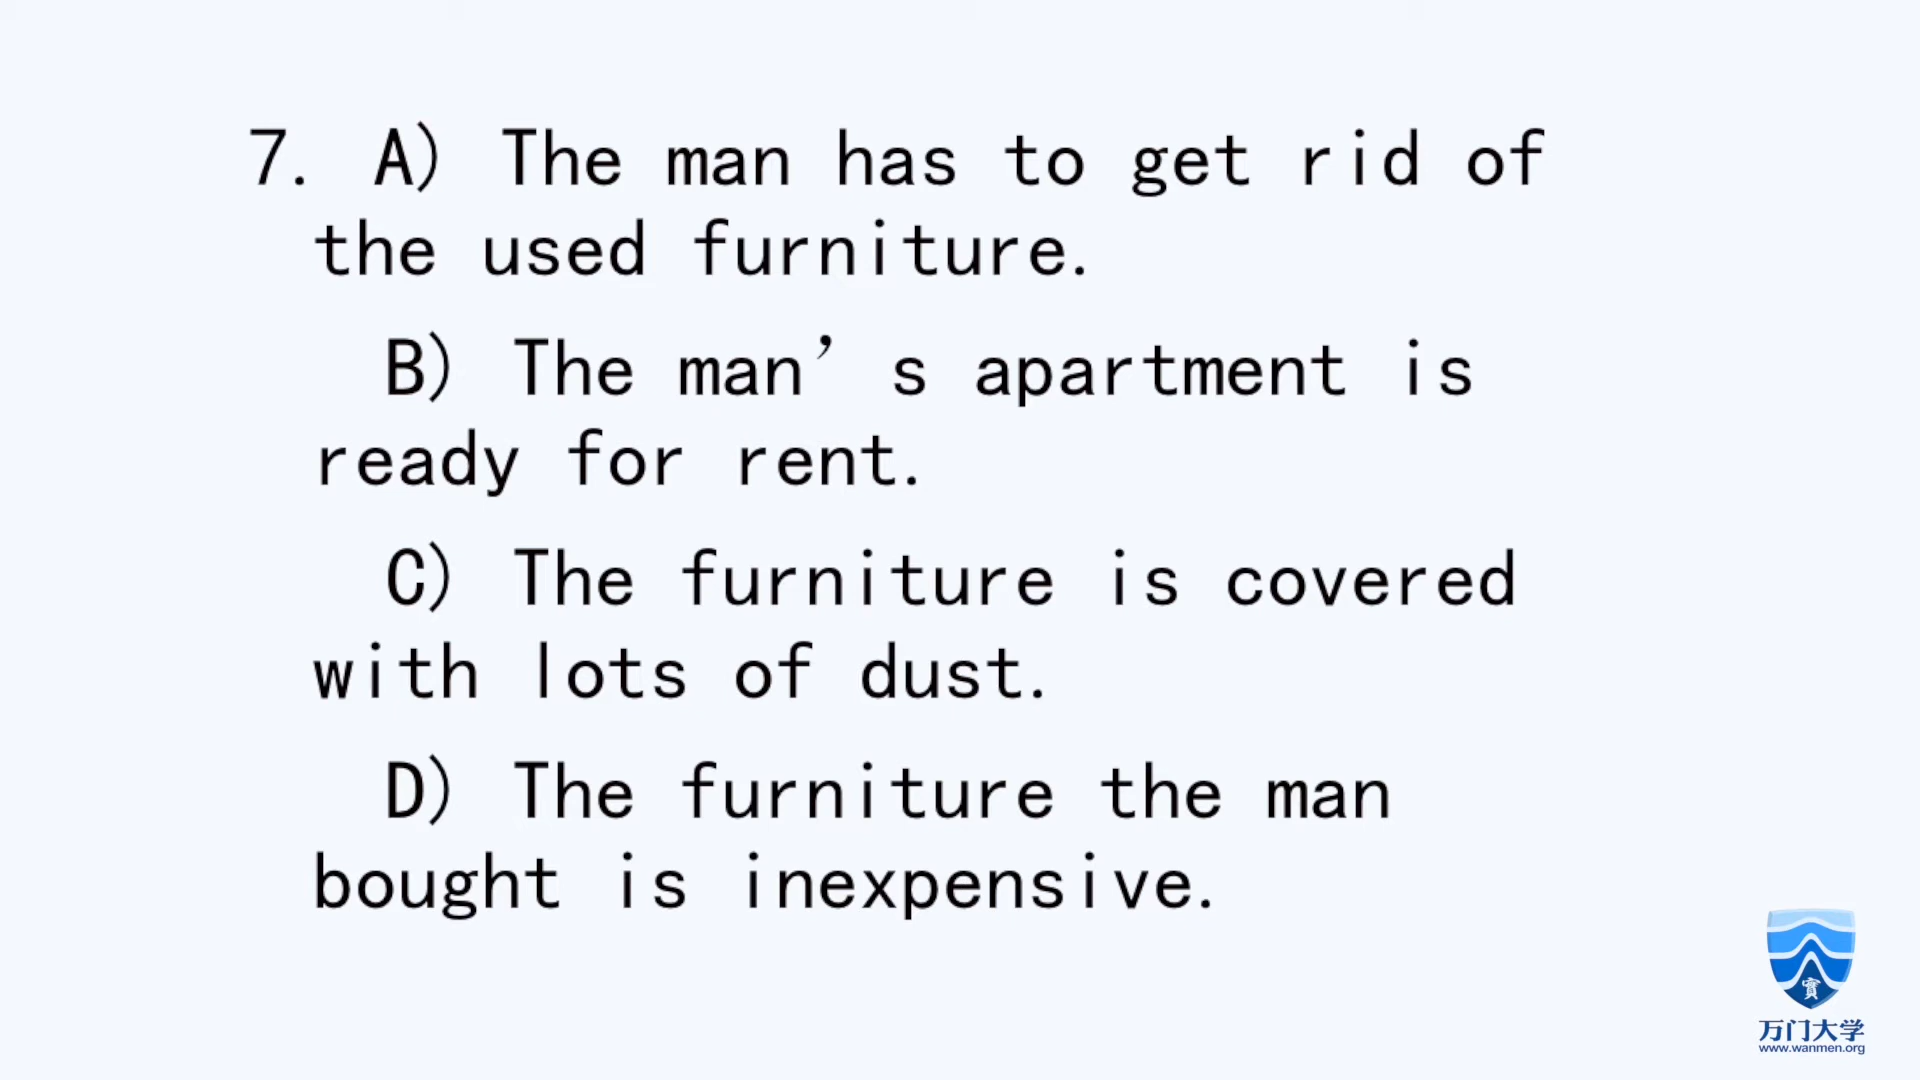 7. A) The man has to get rid of
the used furniture.
B) The man’s apartment is
ready for rent.
C) The furniture is covered
with lots of dust.
D) The furniture the man
bought is inexpensive.
万门大学
www.wanmen.org